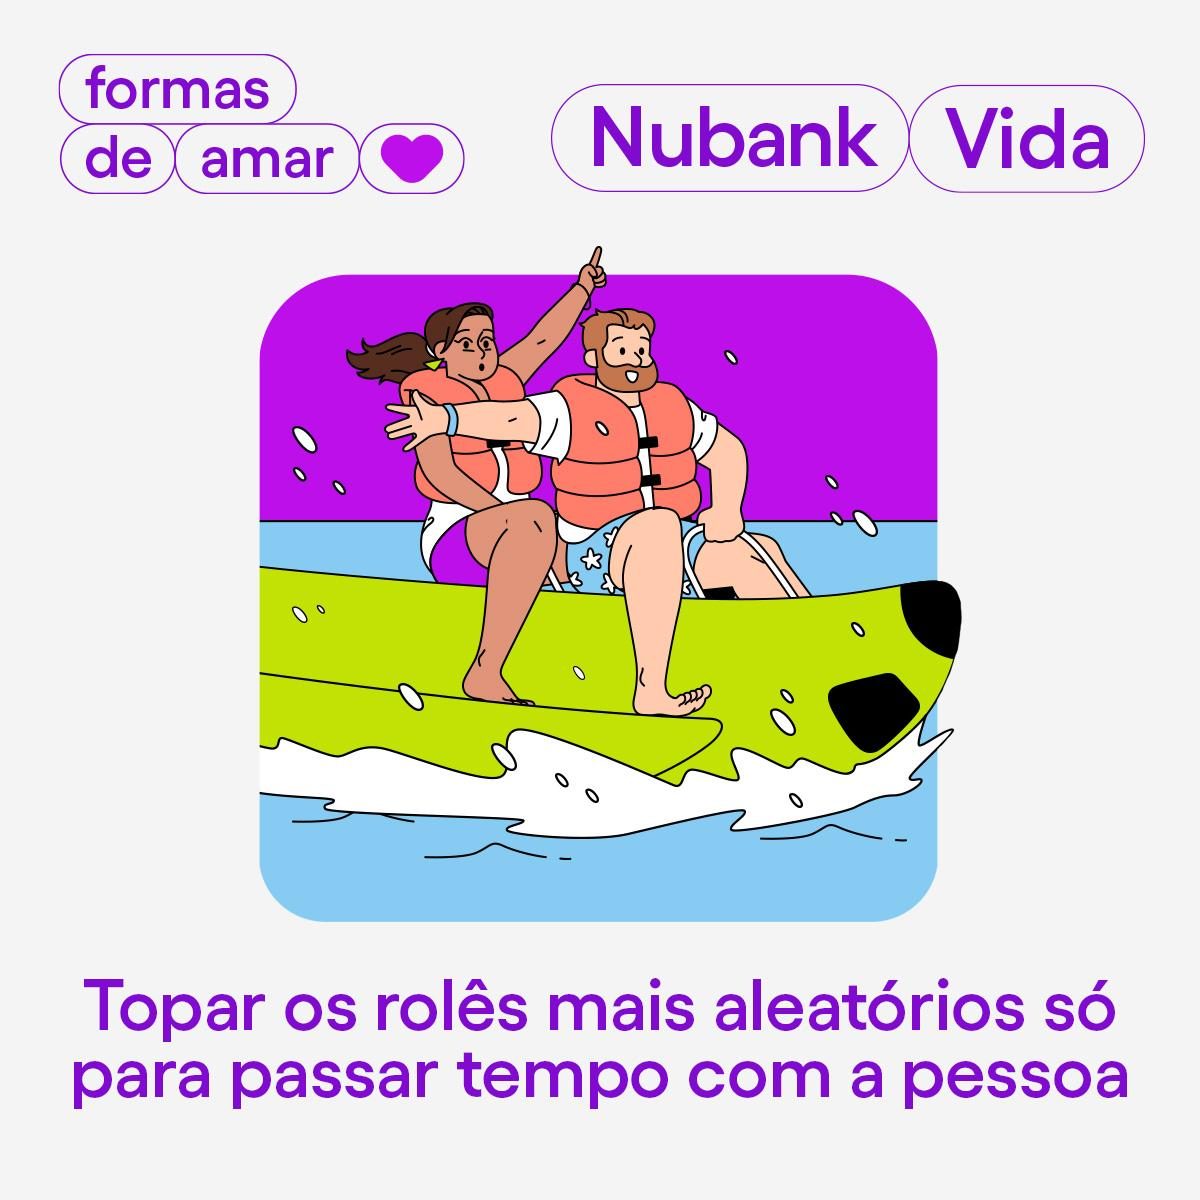 formas
de amar
Nubank Vida
Topar os rolês mais aleatórios só
para passar tempo com a pessoa